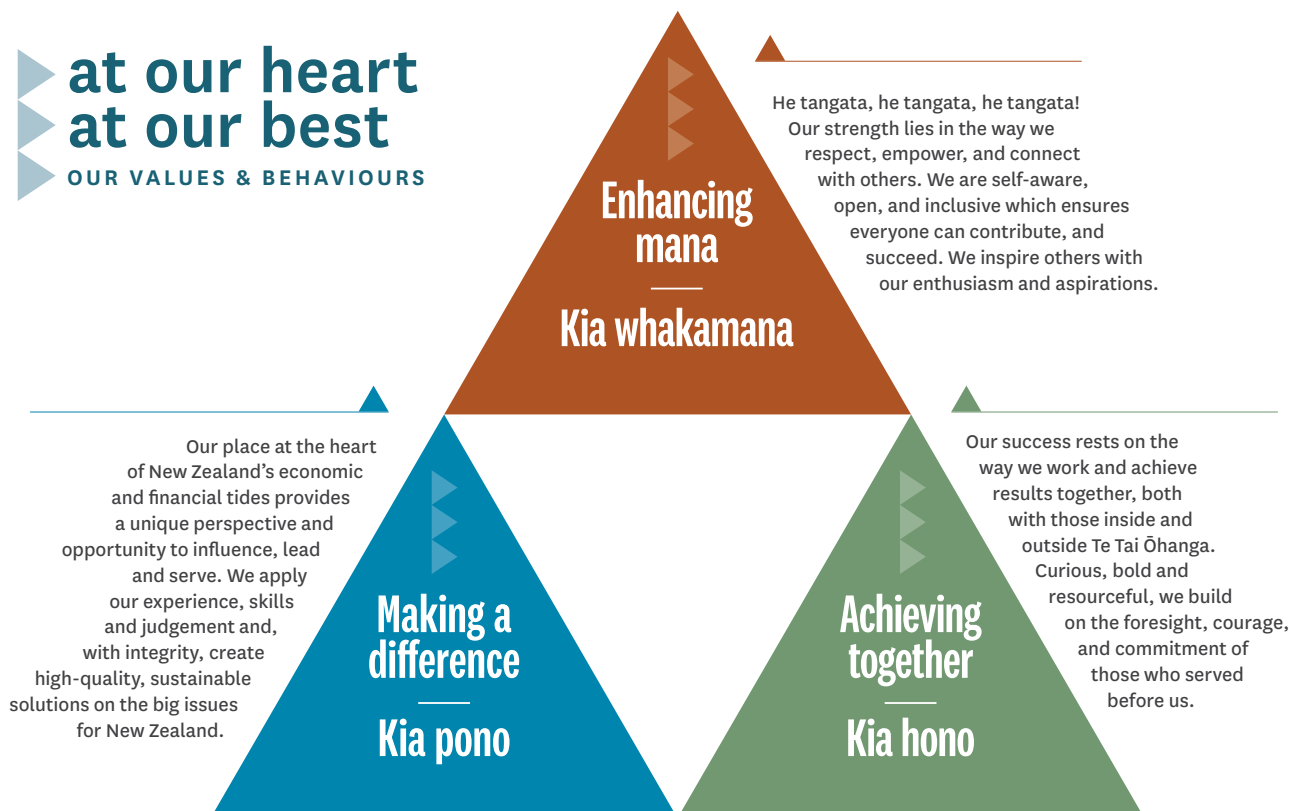 at our heart
at our best
OUR VALUES & BEHAVIOURS
Enhancing
mana
Kia whakamana
He tangata, he tangata, he tangata!
Our strength lies in the way we
respect, empower, and connect
with others. We are self-aware,
open, and inclusive which ensures
everyone can contribute, and
succeed. We inspire others with
our enthusiasm and aspirations.
Our place at the heart
of New Zealand’s economic
and financial tides provides
a unique perspective and
opportunity to influence, lead
and serve. We apply
our experience, skills
and judgement and,
with integrity, create
high-quality, sustainable
solutions on the big issues
for New Zealand.
Making a
difference
Kia pono
Achieving
together
Kia hono
Our success rests on the
way we work and achieve
results together, both
with those inside and
outside Te Tai Ōhanga.
Curious, bold and
resourceful, we build
on the foresight, courage,
and commitment of
those who served
before us.